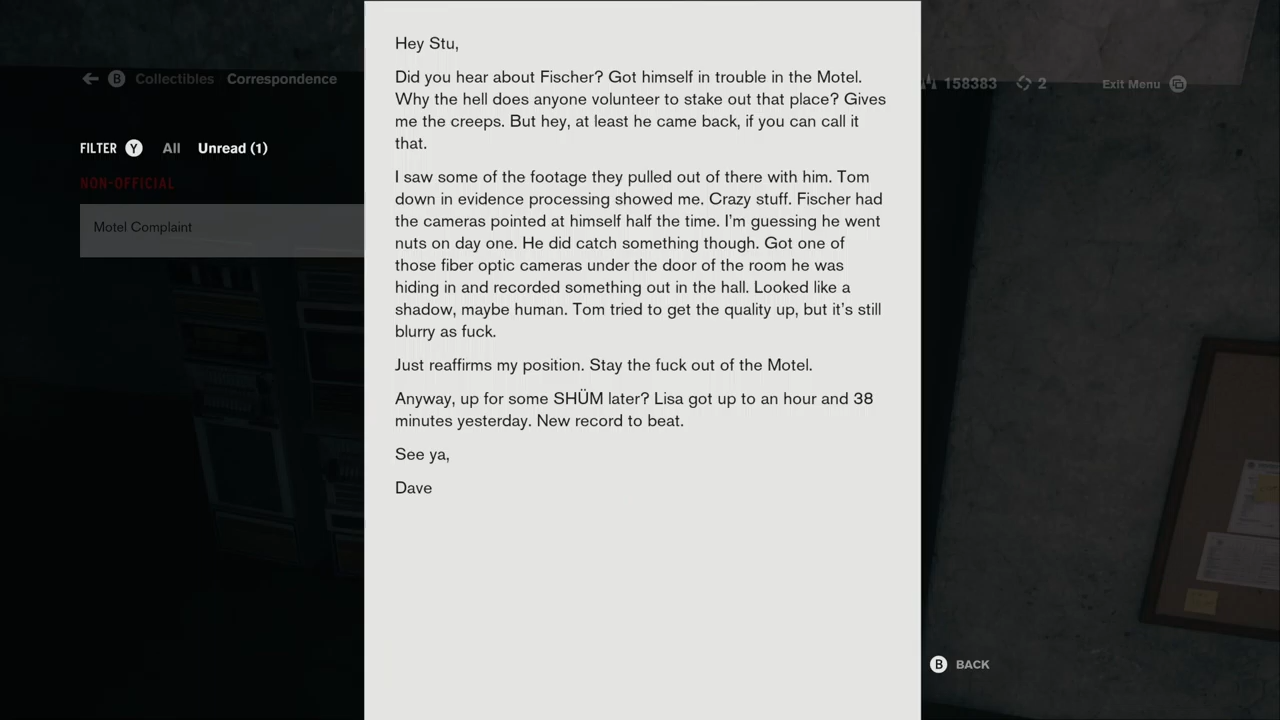 Hey Stu,
Did you hear about Fischer? Got himself in trouble in the Motel.
Why the hell does anyone volunteer to stake out that place? Gives
me the creeps. But hey, at least he came back, if you can call it
that.
I saw some of the footage they pulled out of there with him. Tom
down in evidence processing showed me. Crazy stuff. Fischer had
the cameras pointed at himself half the time. I'm guessing he went
nuts on day one. He did catch something though. Got one of
those fiber optic cameras under the door of the room he was
hiding in and recorded something out in the hall. Looked like a
shadow, maybe human. Tom tried to get the quality up, but it's still
blurry as fuck.
Just reaffirms my position. Stay the fuck out of the Motel.
Anyway, up for some SHÜM later? Lisa got up to an hour and 38
minutes yesterday. New record to beat.
See ya,
Dave
B Collectibles Correspondence
158383 2 Exit Menu
FILTER Y All Unread (1)
NON-OFFICIAL
Motel Complaint
B BACK